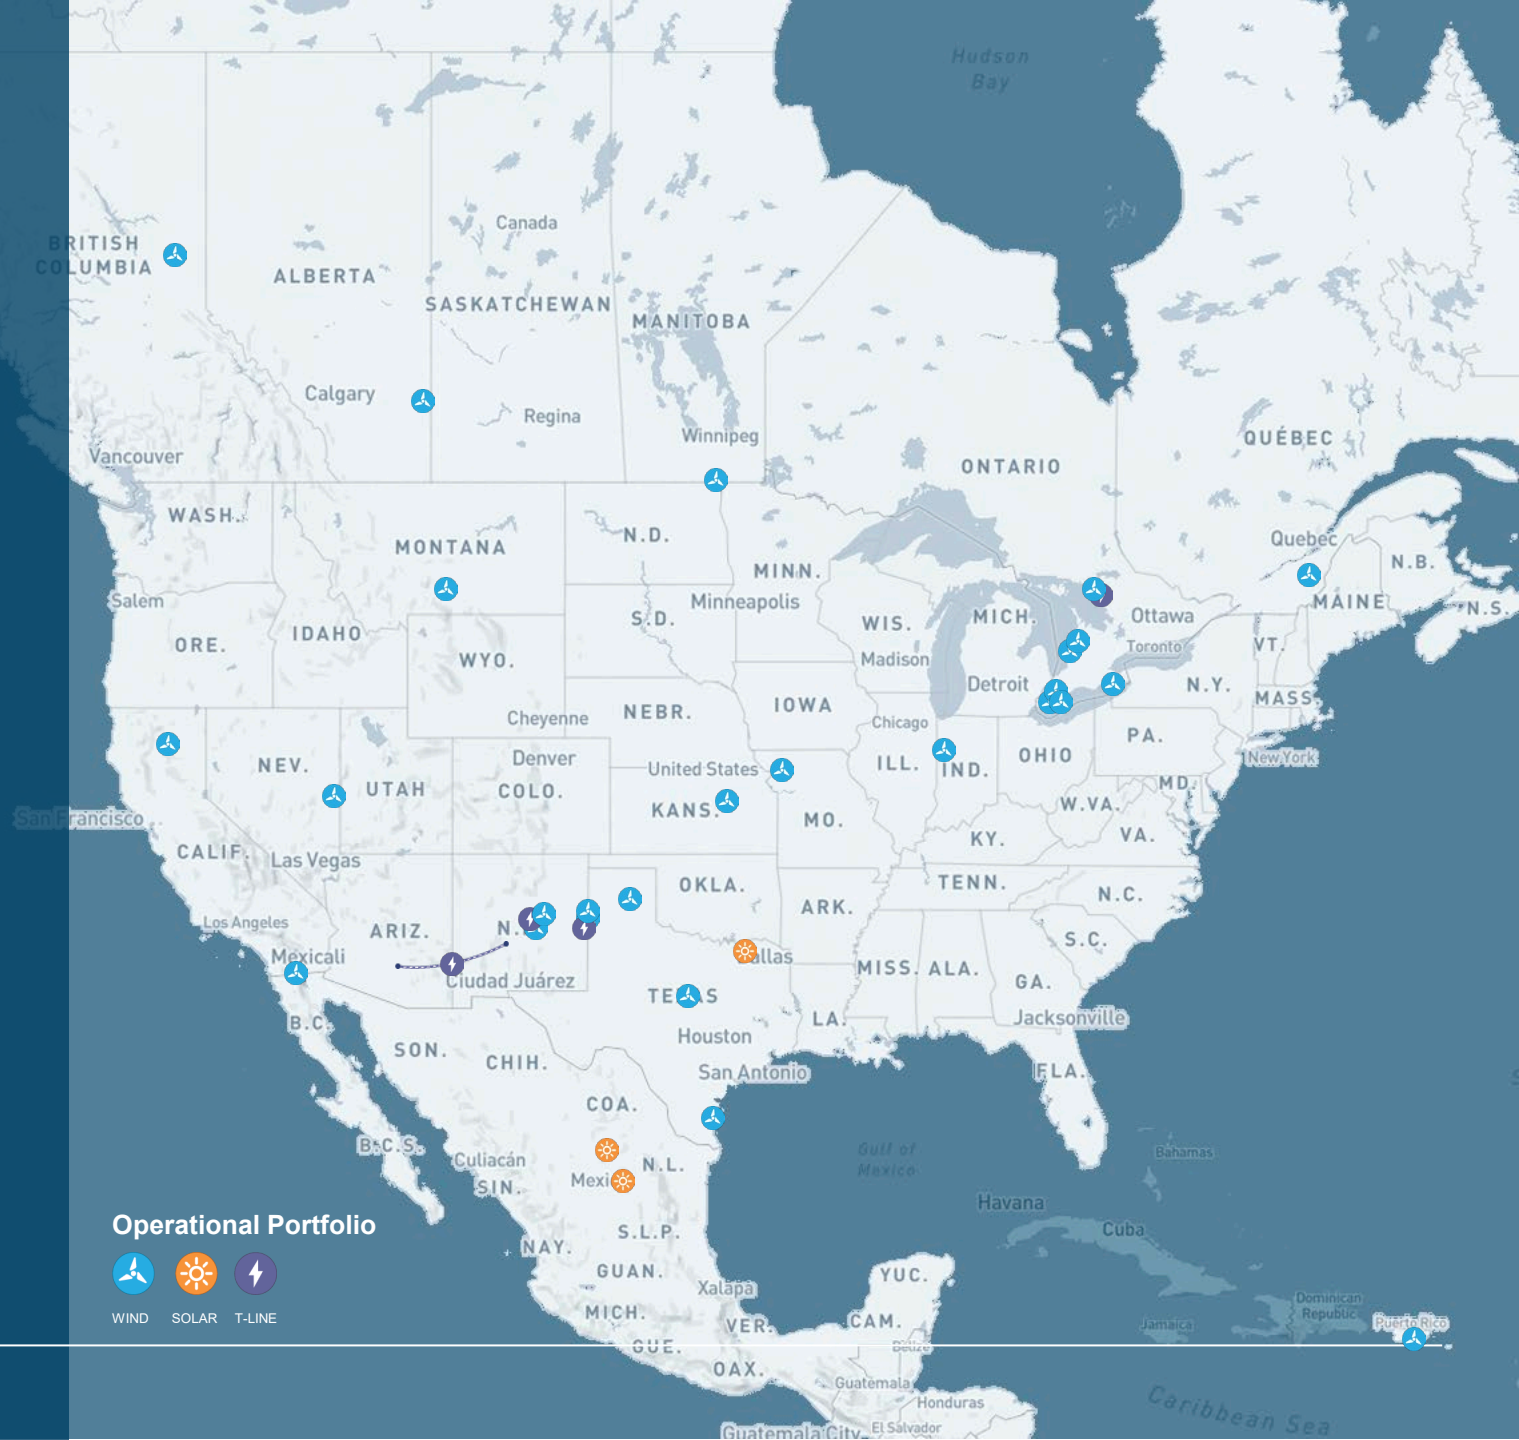 Hudson
Bay
Canada
BRITISH
COLUMBIA
ALBERTA
SASKATCHEWAN
MANITOBA
Calgary
Regina
Winnipeg
Vancouver
ONTARIO
QUÉBEC
WASH.
MONTANA
N.D.
MINN.
Quebec
N.B.
Salem
Minneapolis
MAINE
N.S.
ORE.
IDAHO
S.D.
WIS.
MICH.
Ottawa
WYO.
Madison
Toronto
VT.
Detroit
N.Y.
MASS.
Cheyenne
NEBR.
IOWA
Chicago
PA.
New York
NEV.
UTAH
Denver
COLO.
United States
ILL.
IND.
OHIO
MD.
San Francisco
KANS.
MO.
W.VA.
VA.
KY.
CALIF.
Las Vegas
OKLA.
TENN.
N.C.
Los Angeles
ARIZ.
N.
ARK.
S.C.
Mexicali
Ciudad Juárez
allas
MISS.
ALA.
GA.
TE
AS
B.C.
Houston
LA.
Jacksonville
SON.
CHIH.
San Antonio
FLA.
COA.
B.C.S.
Culiacán
SIN.
Mexi
N.L.
Gulf of
Mexico
Bahamas
Havana
Cuba
Operational Portfolio
S.L.P.
NAY.
GUAN.
Xalapa
YUC.
MICH.
VER.
CAM.
Jamaica
Dominican
Republic
Puerto Rico
WIND
SOLAR
T-LINE
GUE.
Belize
OAX.
Guatemala
Honduras
Caribbean Sea
Guatemala City
El Salvador